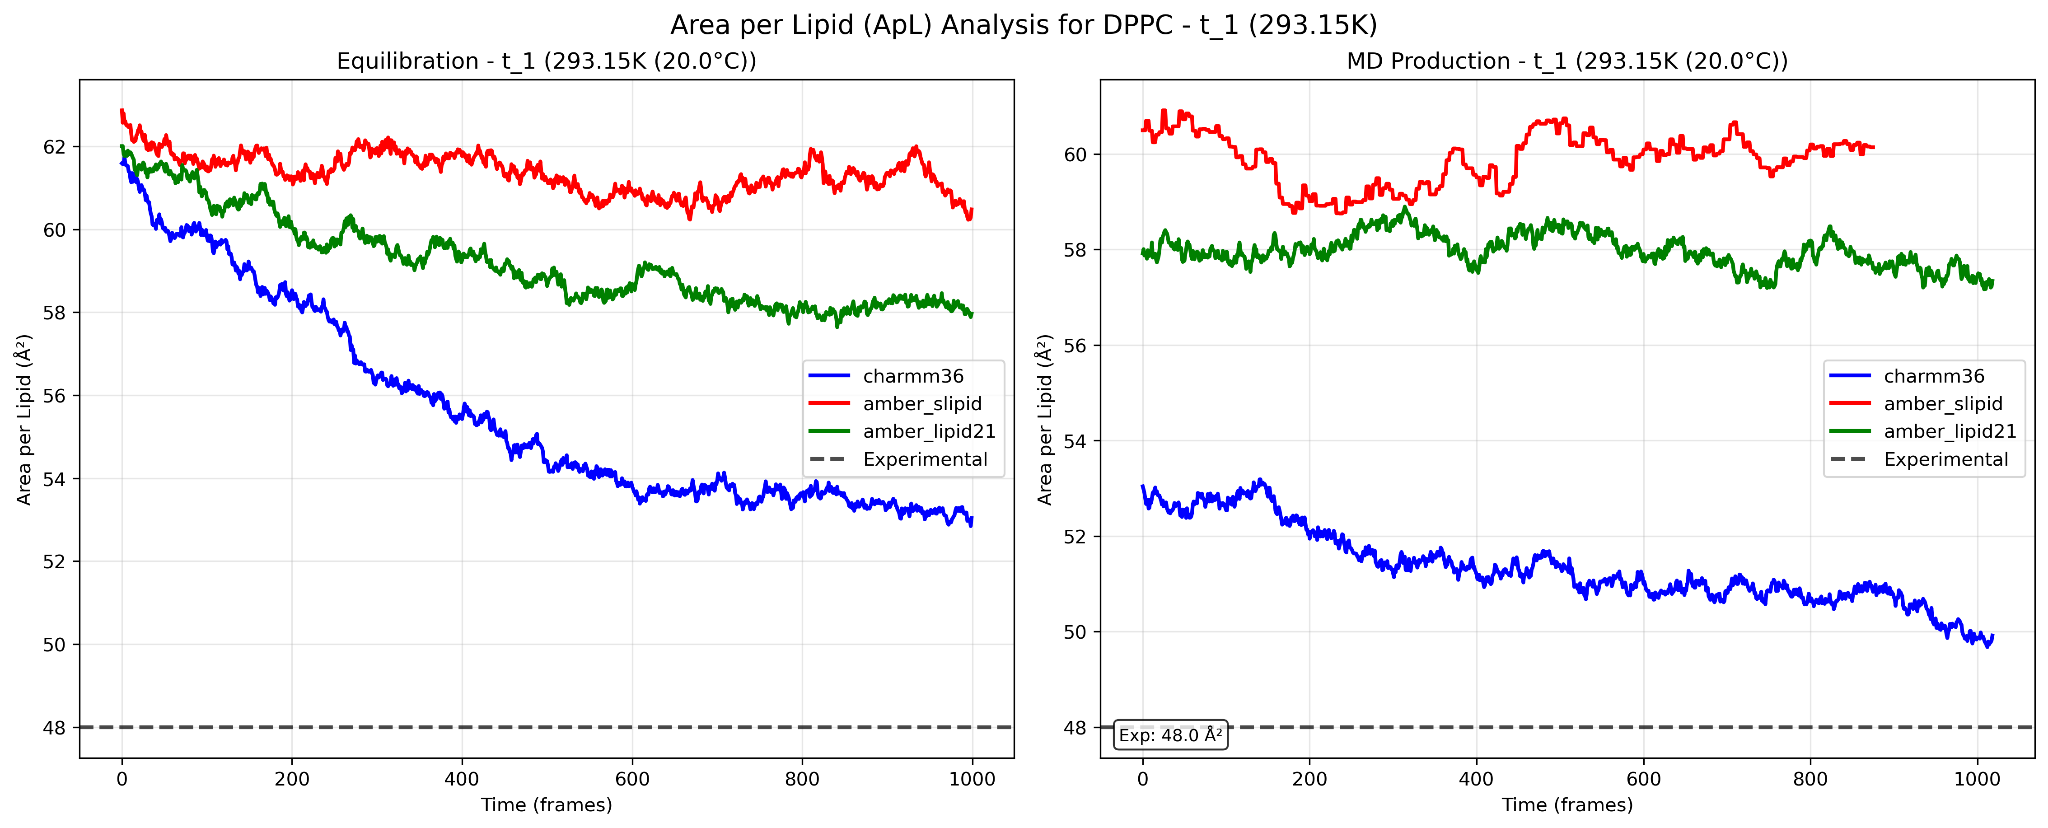 Area per Lipid (ApL) Analysis for DPPC - t_1 (293.15K)
Equilibration - t_1 (293.15K (20.0°C))
Area per Lipid (Å²)
62
60
58
56
54
52
50
48
charmm36
amber_slipid
amber_lipid21
Experimental
0
200
400
600
800
1000
Time (frames)
MD Production - t_1 (293.15K (20.0°C))
Area per Lipid (Å²)
60
58
56
54
52
50
48
charmm36
amber_slipid
amber_lipid21
Experimental
Exp: 48.0 Å²
0
200
400
600
800
1000
Time (frames)